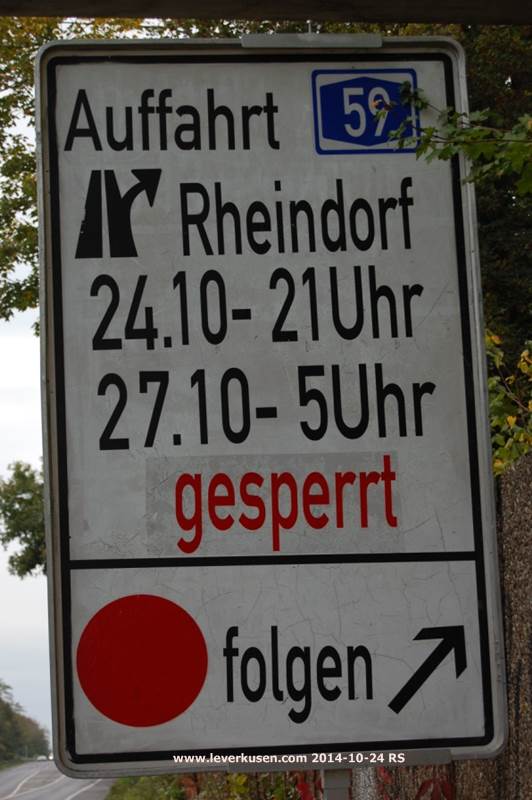 Auffahrt 59
Rheindorf
24.10- 21Uhr
27.10- 5Uhr
gesperrt
folgen
www.leverkusen.com 2014-10-24 RS